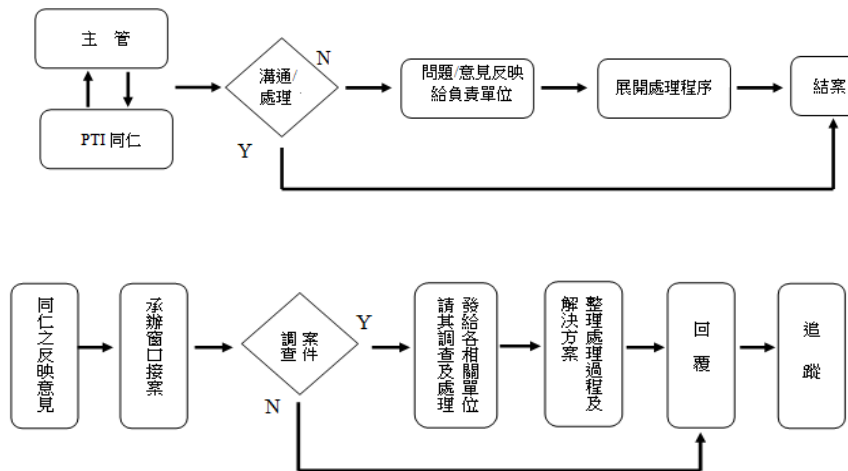 主 管
PTI 同仁
溝通/
處理
N
Y
問題/意見反映
給負責單位
展開處理程序
結案
同仁之反映意見
承辦窗口接案
案件
調查
Y
N
發給各相關單位
請其調查及處理
整理處理過程及
解決方案
回覆
追蹤